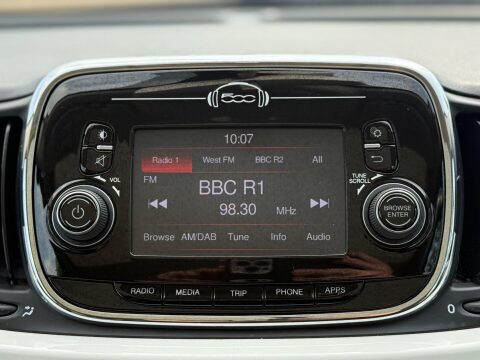 500
10:07
Radio 1 West FM BBC R2 All
FM
BBC R1
98.30 MHz
Browse AM/DAB Tune Info Audio
VOL
TUNE
SCROLL
BROWSE
ENTER
RADIO MEDIA TRIP PHONE APPS
0